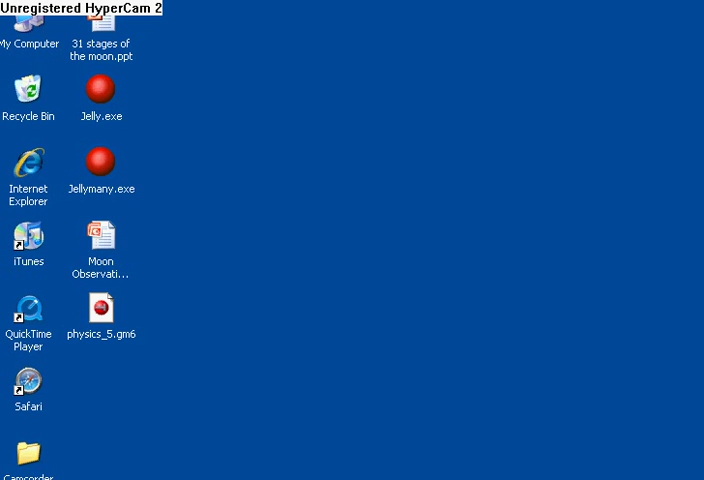 Unregistered HyperCam 2
My Computer
31 stages of
the moon.ppt
Recycle Bin
Jelly.exe
Internet
Explorer
Jellymany.exe
iTunes
Moon
Observati...
QuickTime
Player
physics_5.gm6
Safari
Camcorder